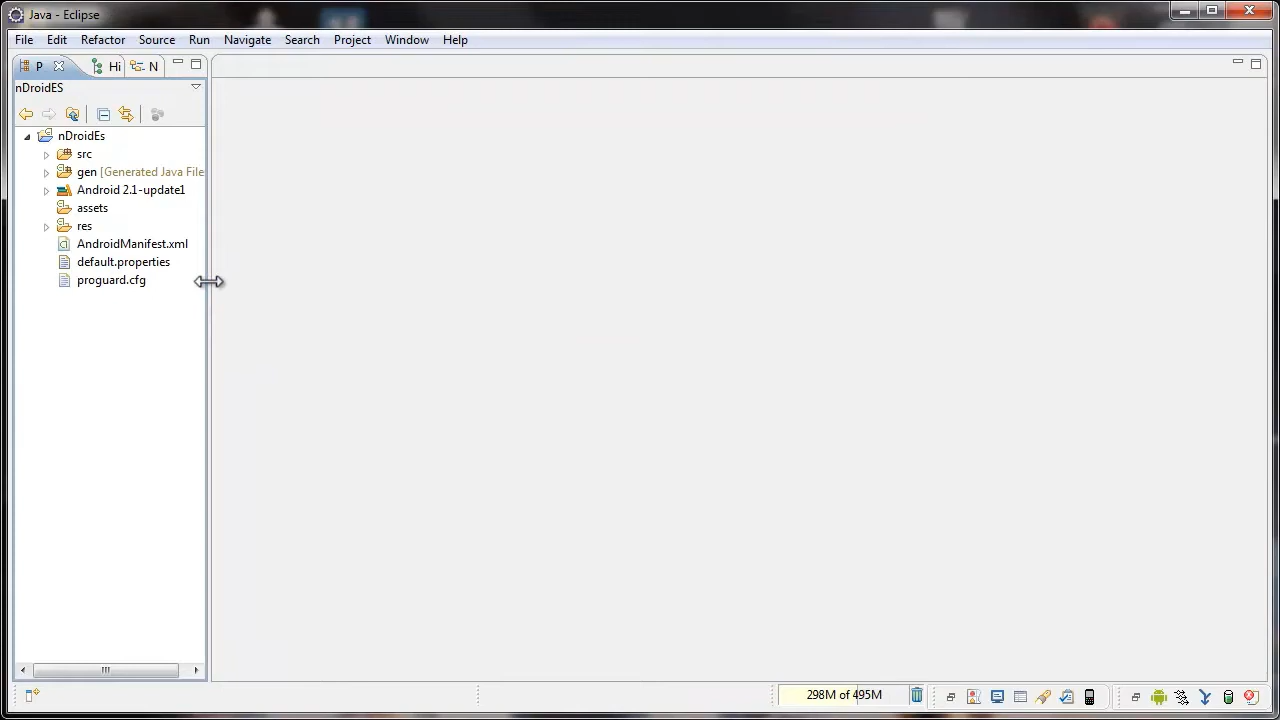 Java - Eclipse
File Edit Refactor Source Run Navigate Search Project Window Help
P Hi N
nDroidES
nDroidEs
src
gen [Generated Java File
Android 2.1-update1
assets
res
AndroidManifest.xml
default.properties
proguard.cfg
298M of 495M